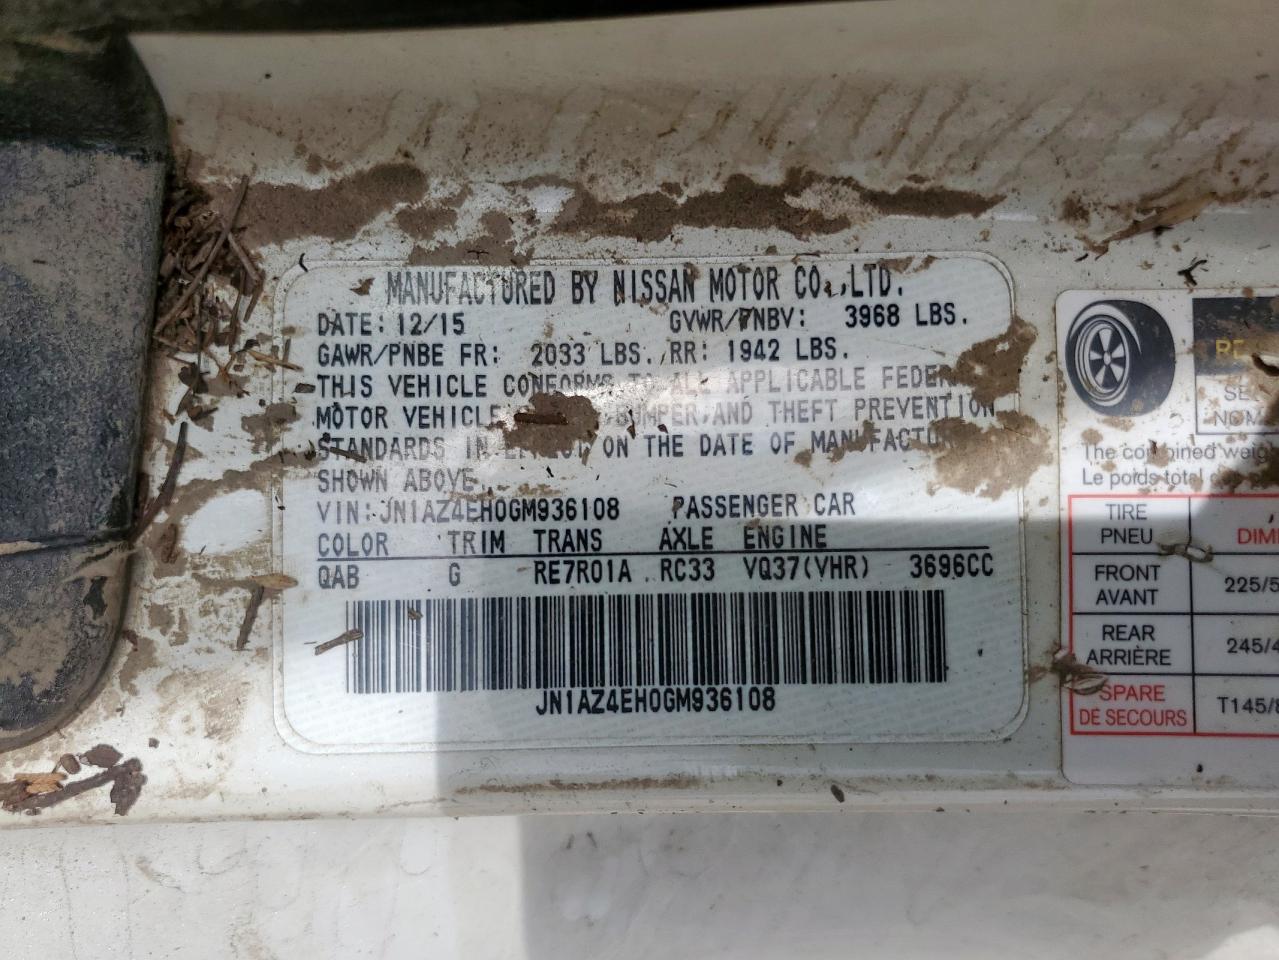 MANUFACTURED BY NISSAN MOTOR CO.,LTD.
DATE: 12/15 GVWR/PNBV: 3968 LBS.
GAWR/PNBE FR: 2033 LBS. RR: 1942 LBS.
THIS VEHICLE CONFORMS TO ALL APPLICABLE
MOTOR VEHICLE BUMPER, AND THEFT PREVENTION
STANDARDS IN EFFECT ON THE DATE OF
SHOWN ABOVE.
VIN: JN1AZ4EH0GM936108 PASSENGER CAR
COLOR TRIM TRANS AXLE ENGINE
QAB G RE7R01A RC33 VQ37(VHR) 3696CC
JN1AZ4EH0GM936108
The combined
Le poids total
TIRE
PNEU
FRONT
AVANT
225/5
REAR
ARRIÈRE
245/4
SPARE
DE SECOURS
T145/8